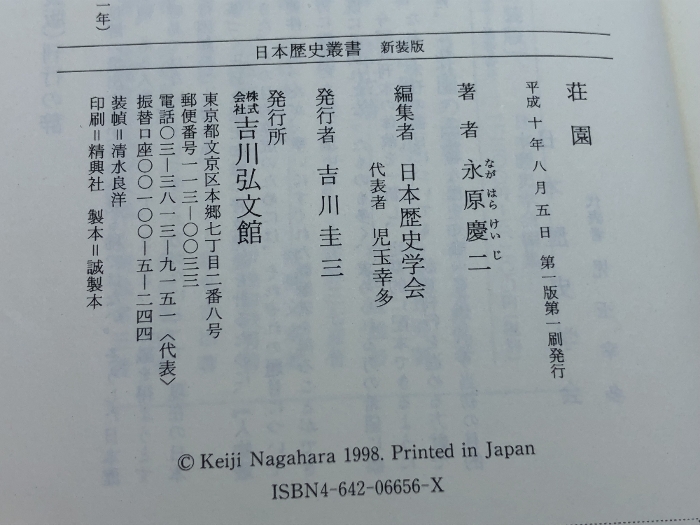 日本歴史叢書 新装版
荘園
平成十年八月五日 第一版第一刷発行
著者 永原慶二
なが はら けい じ
編集者 日本歴史学会
代表者 児玉幸多
発行者 吉川圭三
発行所
株式会社 吉川弘文館
東京都文京区本郷七丁目二番八号
郵便番号一一三―〇〇三三
電話〇三―三八一三―九一五一〈代表〉
振替口座〇〇一〇〇―五―二四四
装幀＝清水良洋
印刷＝精興社 製本＝誠製本
一年）
© Keiji Nagahara 1998. Printed in Japan
ISBN4-642-06656-X